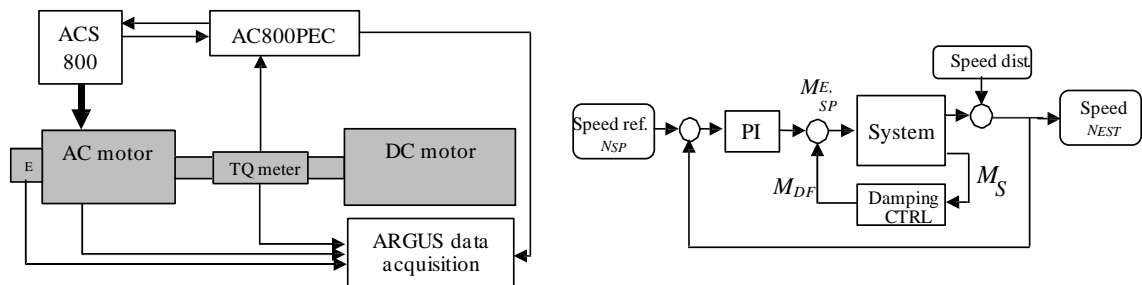 ACS
800
AC800PEC
AC motor
E
TQ meter
DC motor
ARGUS data
acquisition
Speed dist.
Speed ref.
NSP
PI
ME,
SP
System
Speed
NEST
MDF
Damping
CTRL
MS